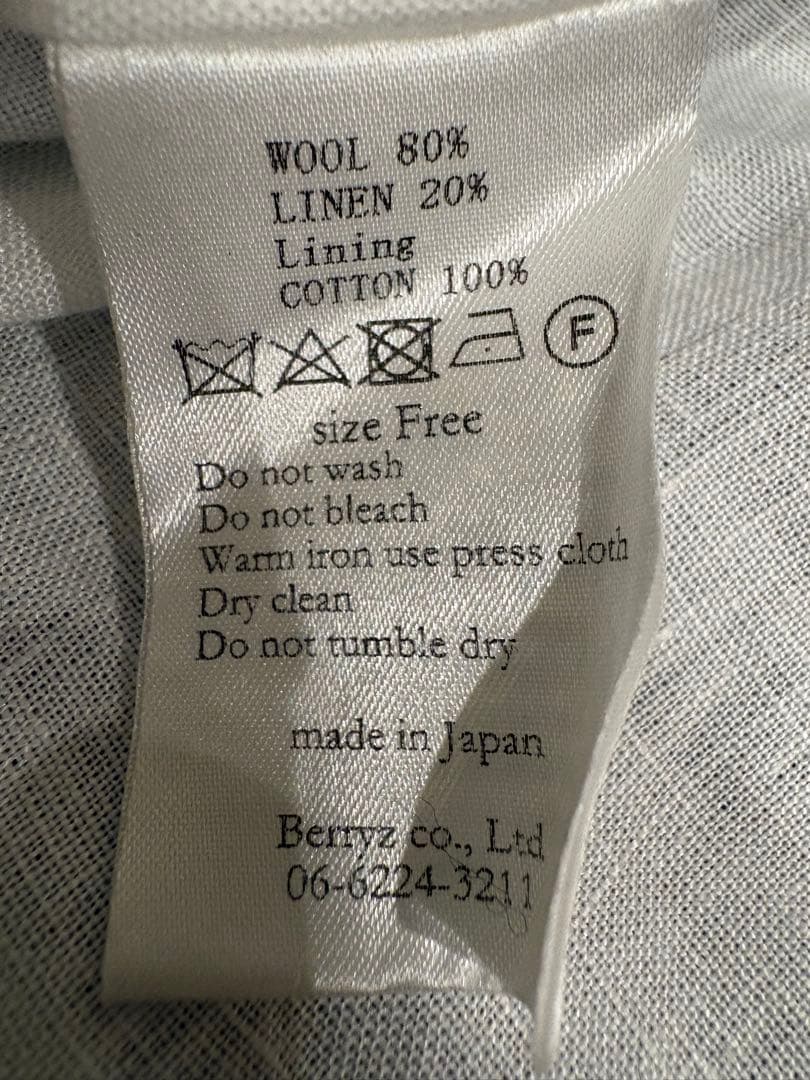 WOOL 80%
LINEN 20%
Lining
COTTON 100%
F
size Free
Do not wash
Do not bleach
Warm iron use press cloth
Dry clean
Do not tumble dry
made in Japan
Berryz co., Ltd
06-6224-3211